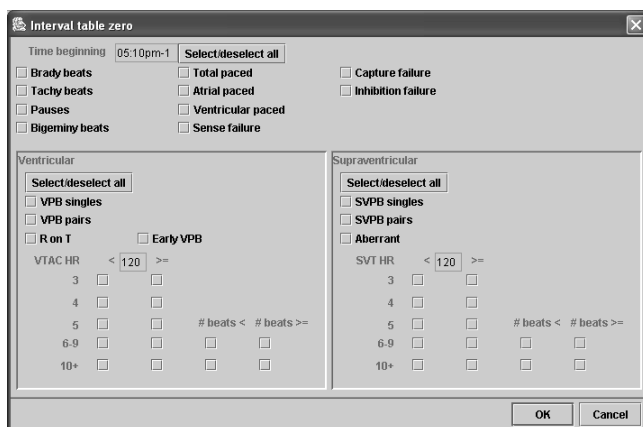 Interval table zero
Time beginning 05:10pm-1 Select/deselect all
Brady beats Total paced Capture failure
Tachy beats Atrial paced Inhibition failure
Pauses Ventricular paced
Bigeminy beats Sense failure
Ventricular
Select/deselect all
VPB singles
VPB pairs
R on T Early VPB
VTAC HR < 120 >=
3
4
5 # beats < # beats >=
6-9
10+
Supraventricular
Select/deselect all
SVPB singles
SVPB pairs
Aberrant
SVT HR < 120 >=
3
4
5 # beats < # beats >=
6-9
10+
OK Cancel